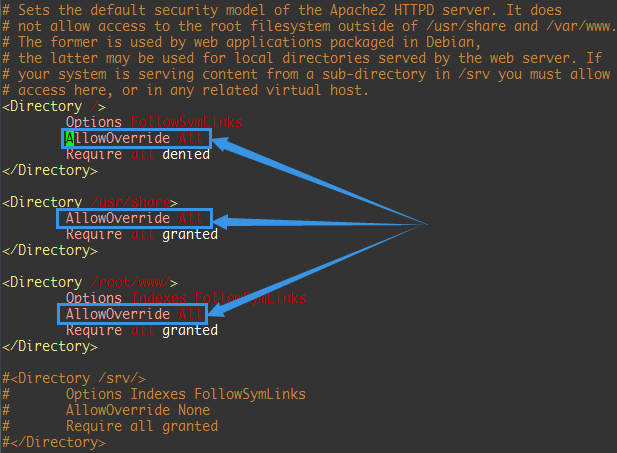 # Sets the default security model of the Apache2 HTTPD server. It does
# not allow access to the root filesystem outside of /usr/share and /var/www.
# The former is used by web applications packaged in Debian,
# the latter may be used for local directories served by the web server. If
# your system is serving content from a sub-directory in /srv you must allow
# access here, or in any related virtual host.
<Directory />
        Options FollowSymLinks
        AllowOverride All
        Require all denied
</Directory>

<Directory /usr/share>
        AllowOverride All
        Require all granted
</Directory>

<Directory /root/www/>
        Options Indexes FollowSymLinks
        AllowOverride All
        Require all granted
</Directory>

#<Directory /srv/>
#       Options Indexes FollowSymLinks
#       AllowOverride None
#       Require all granted
#</Directory>